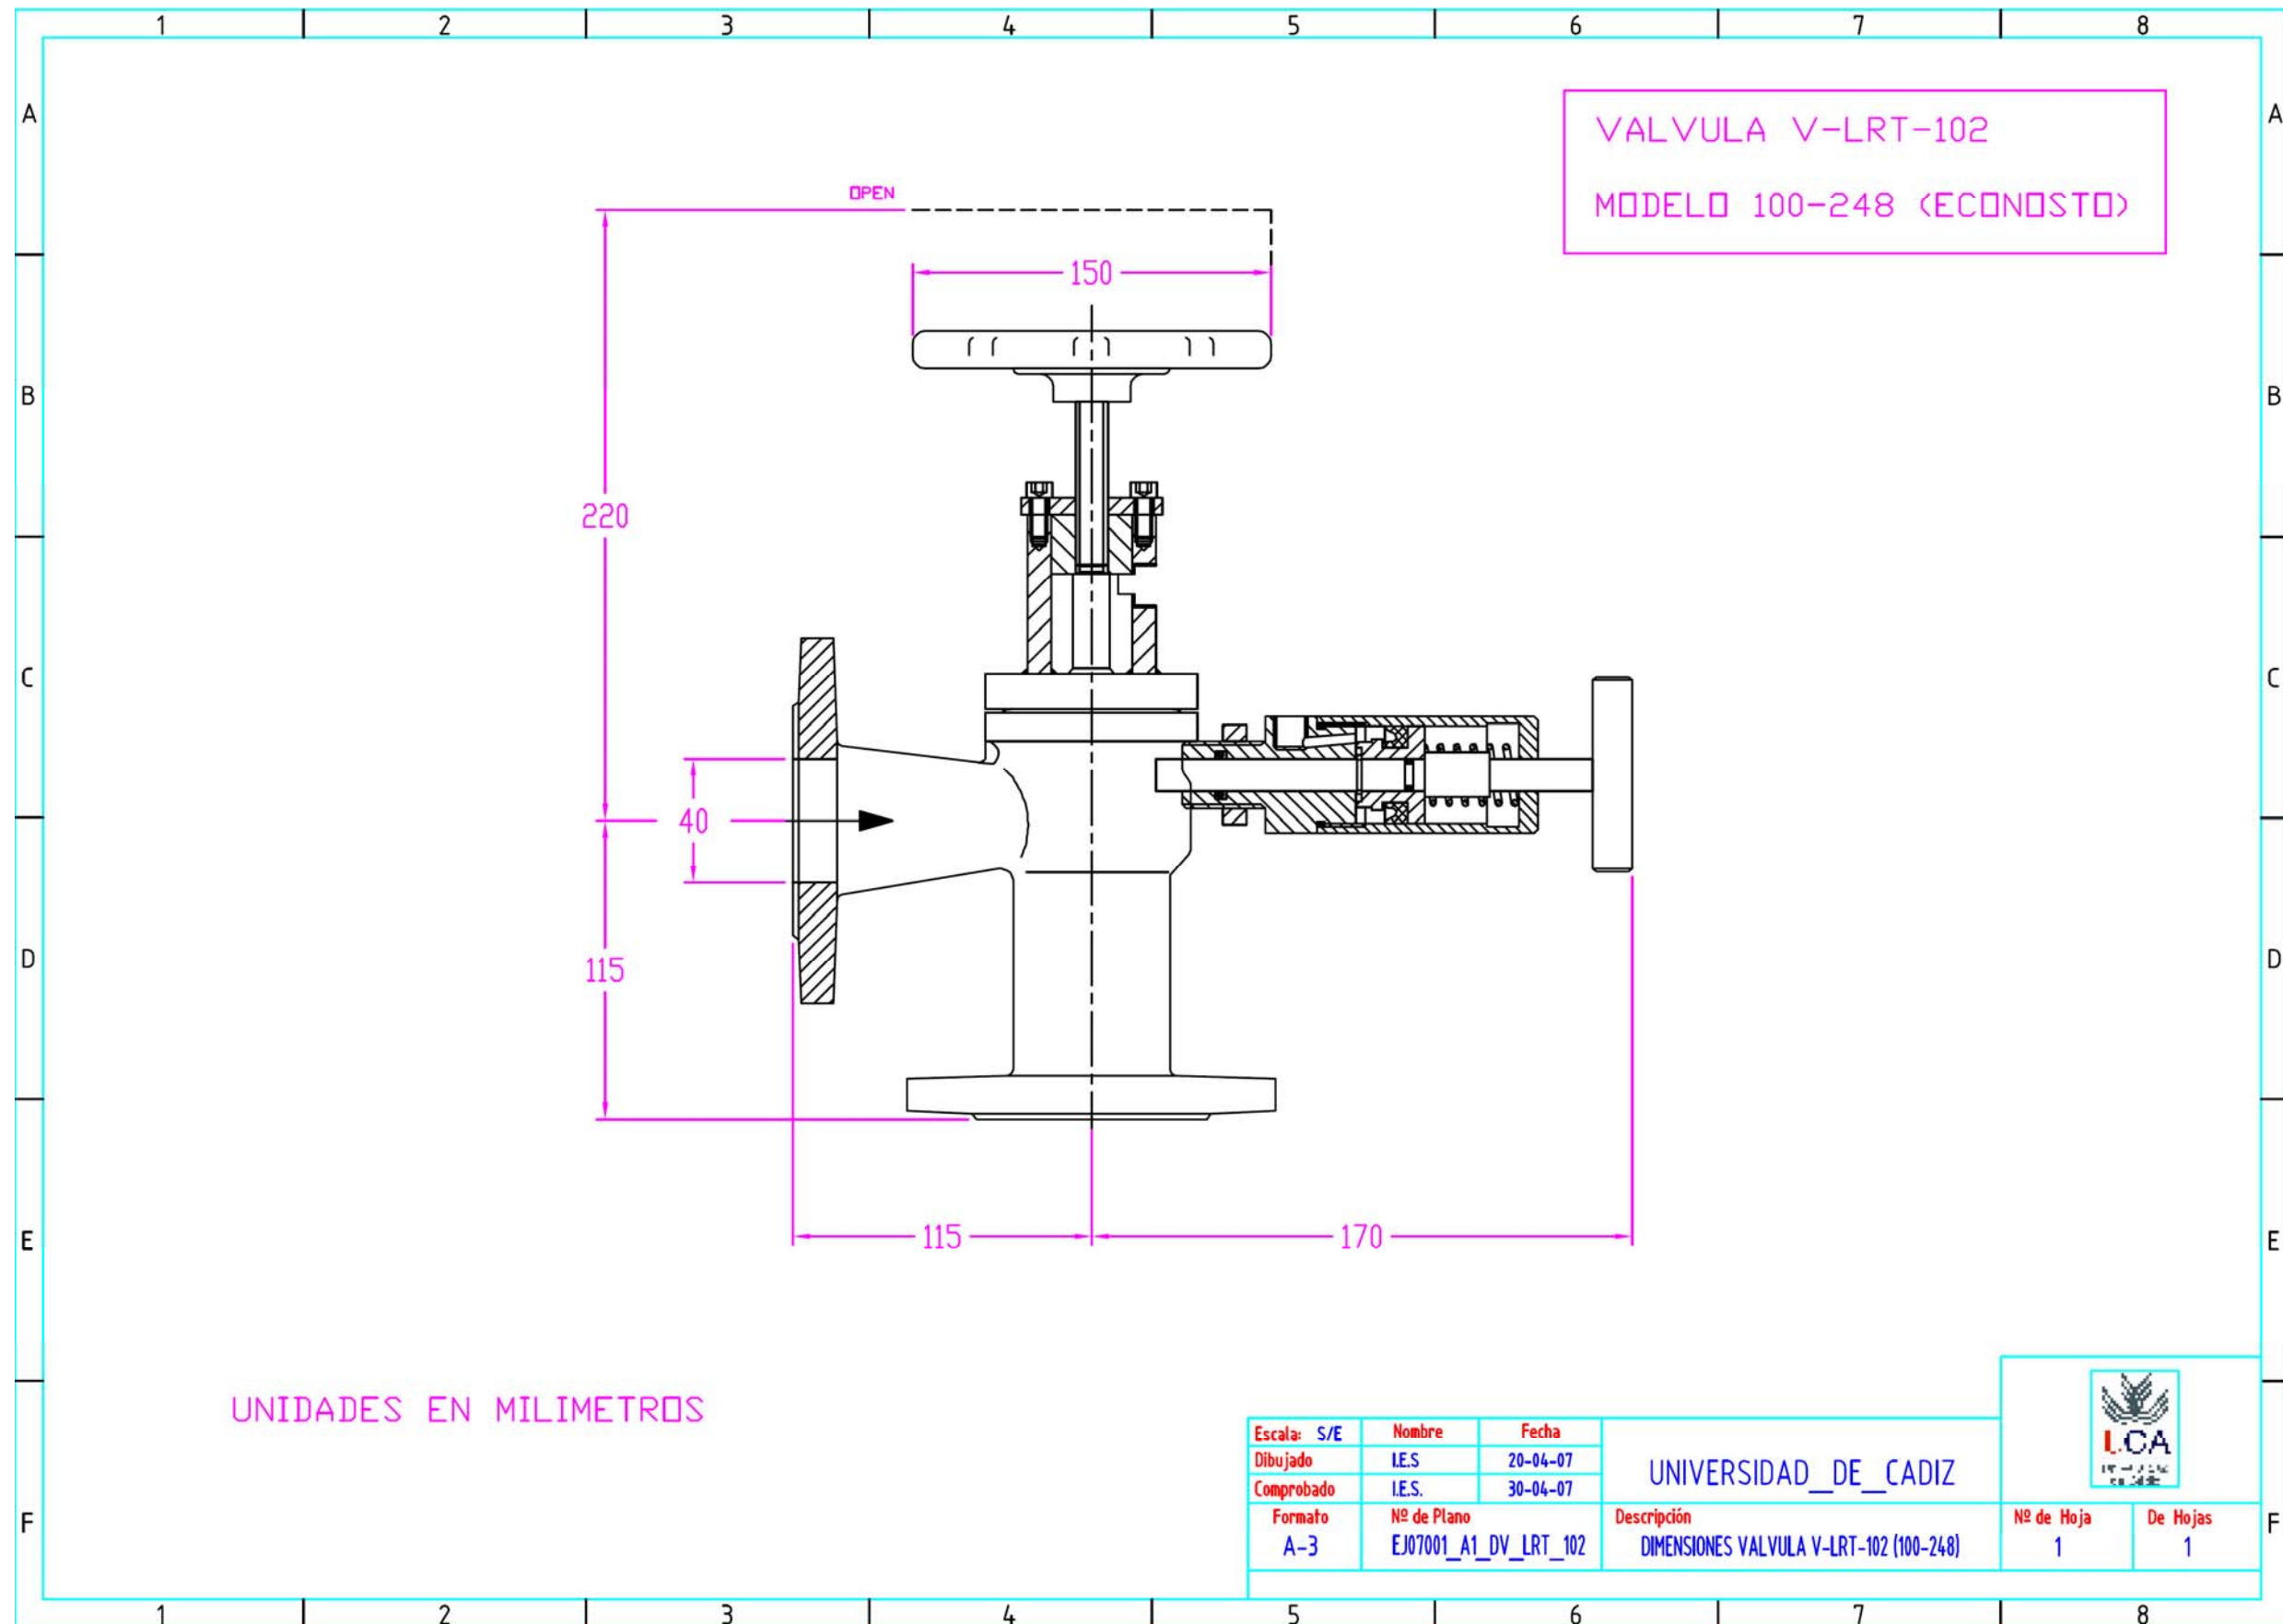 1 2 3 4 5 6 7 8
A A
VALVULA V-LRT-102
MODELO 100-248 (ECONOSTO)
OPEN
150
B B
220
C C
40
D D
115
E E
115 170
UNIDADES EN MILIMETROS
Escala: S/E Nombre Fecha
Dibujado I.E.S 20-04-07
Comprobado I.E.S. 30-04-07
UNIVERSIDAD_DE_CADIZ
UCA
F F
Formato Nº de Plano Descripción Nº de Hoja De Hojas
A-3 EJ07001_A1_DV_LRT_102 DIMENSIONES VALVULA V-LRT-102 (100-248) 1 1
1 2 3 4 5 6 7 8